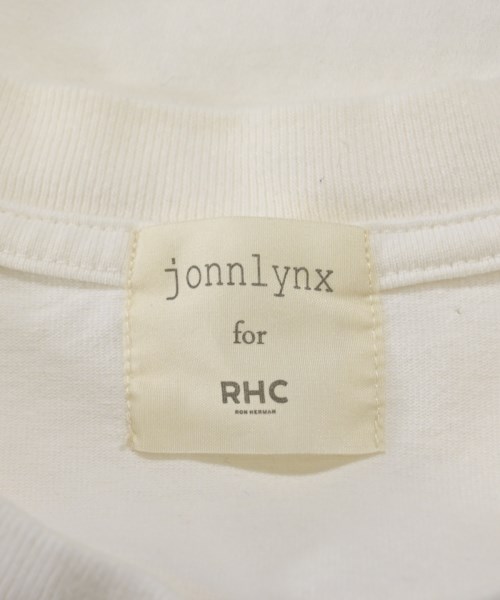 jonnlynx
for
RHC
RON HERMAN